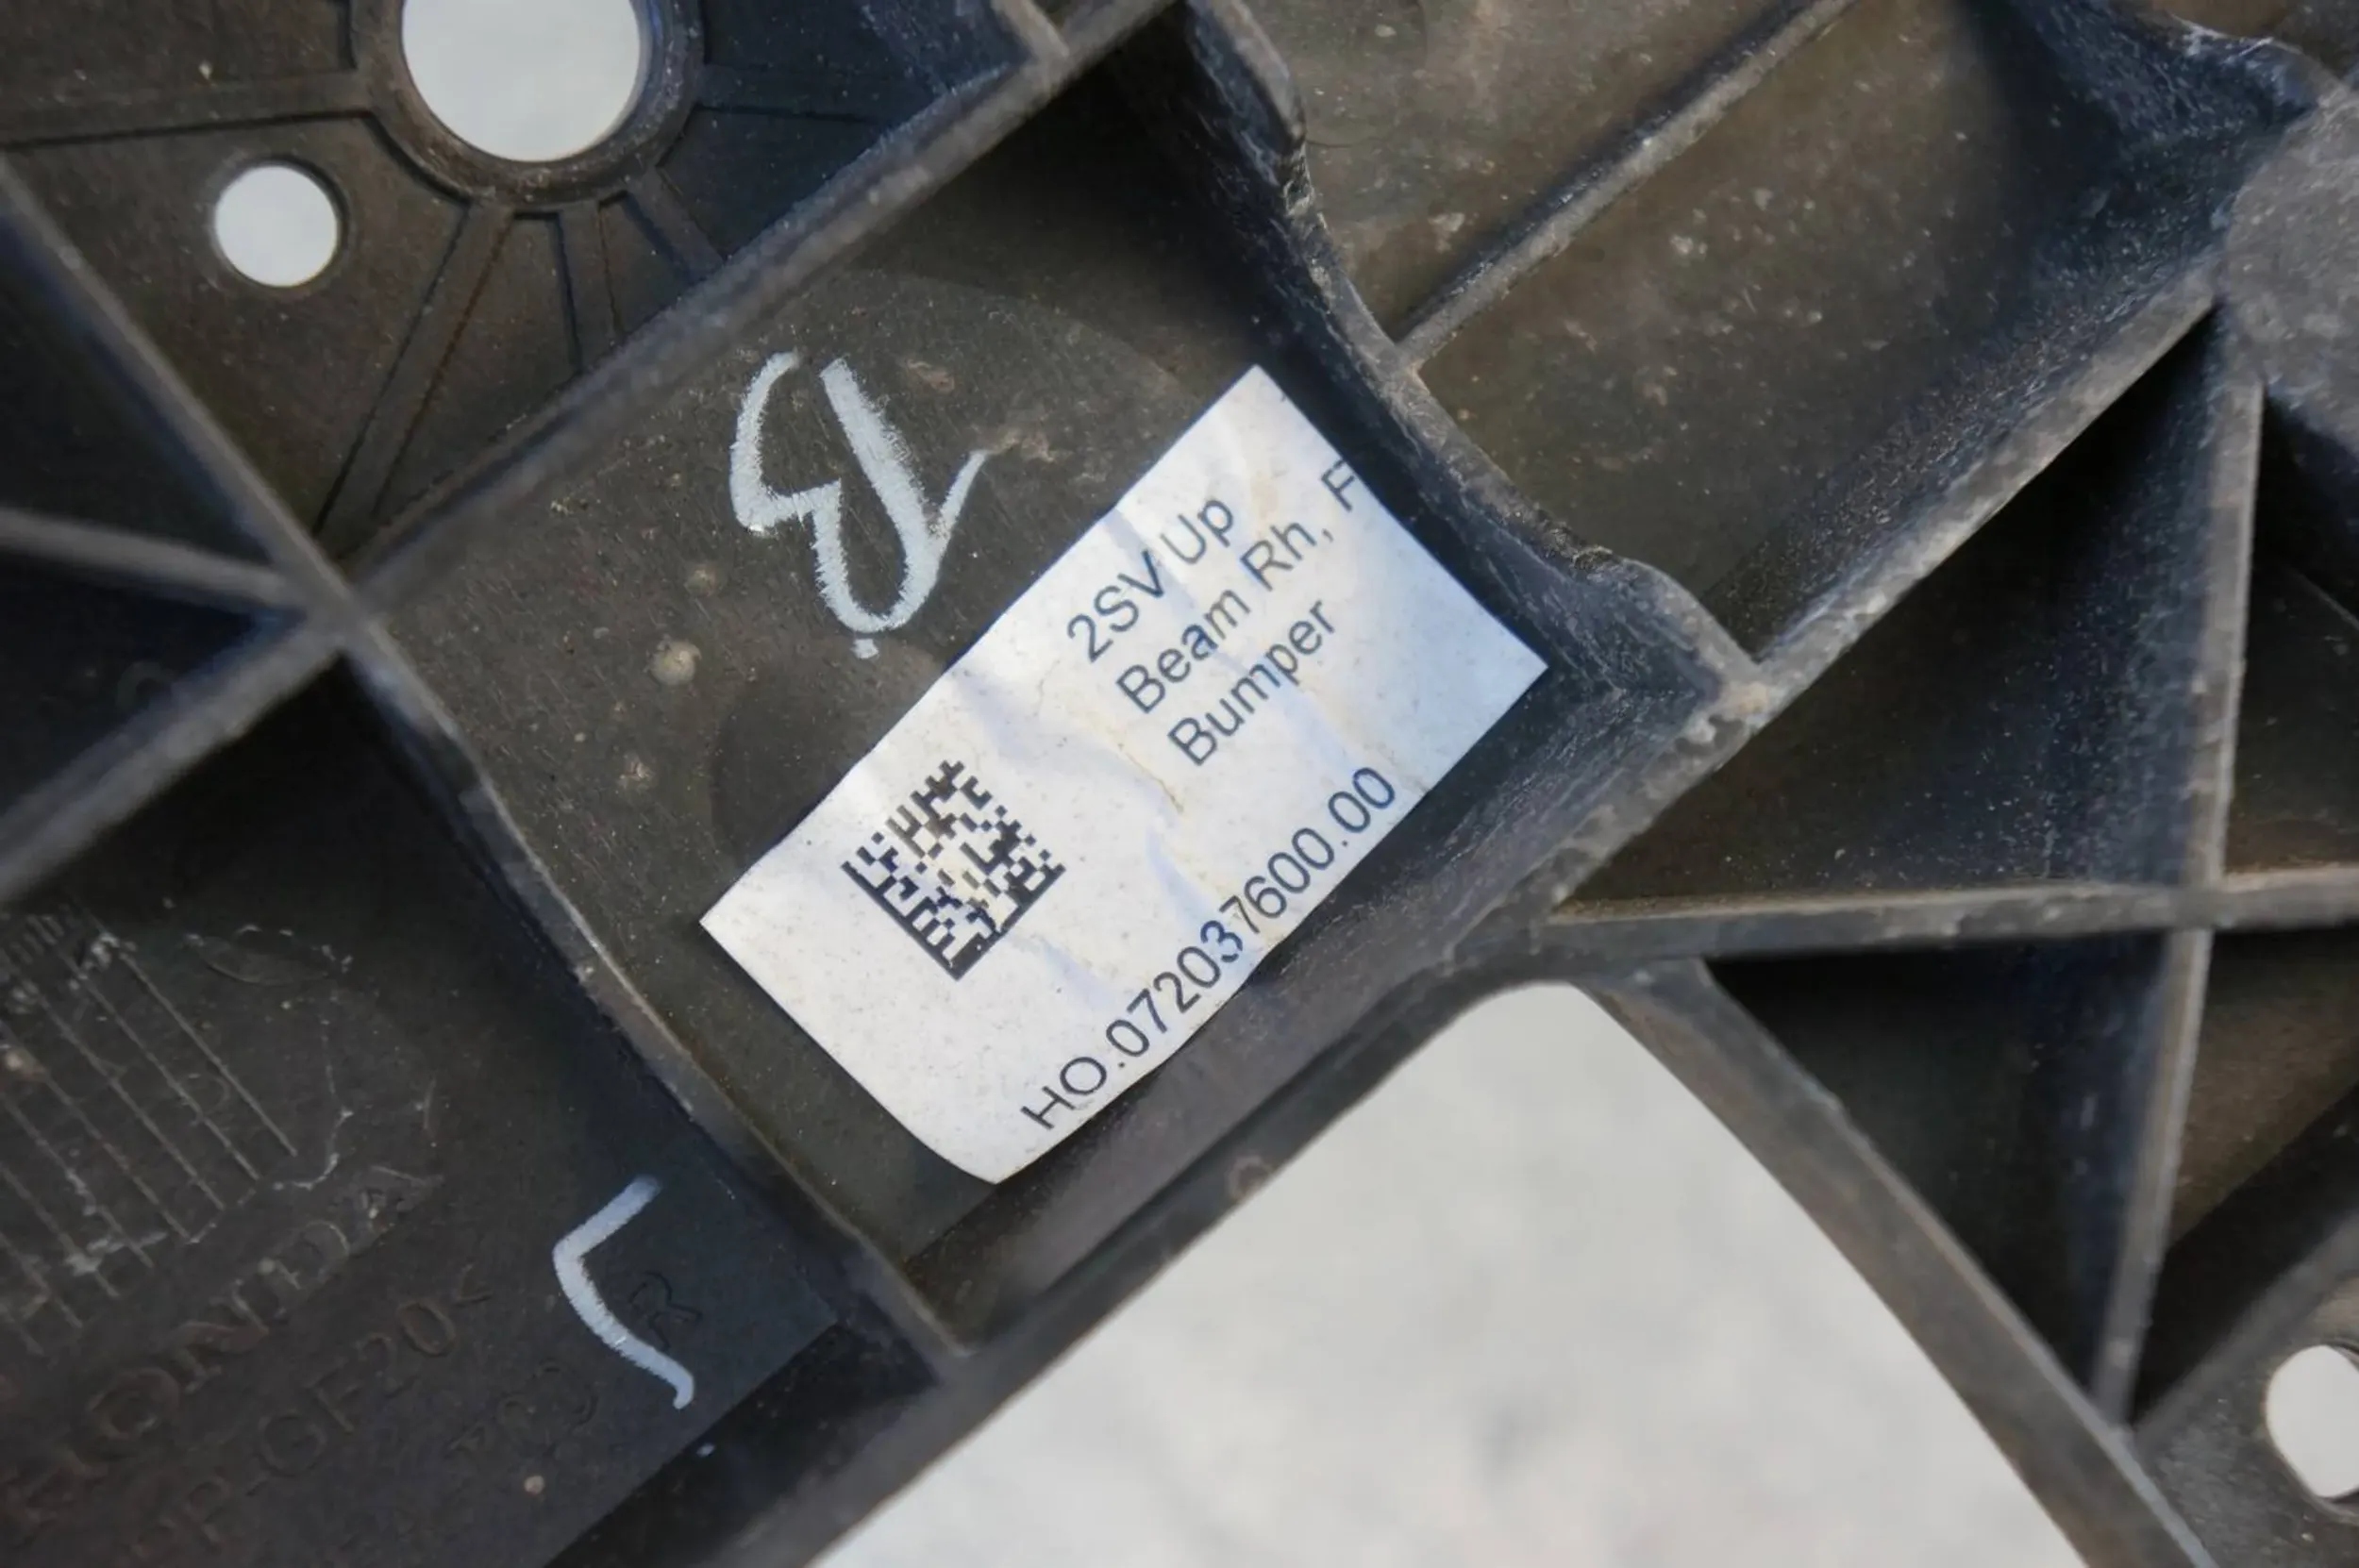 2SV Up
Beam Rh, F
Bumper
HO.072037600.00
HONDA
R